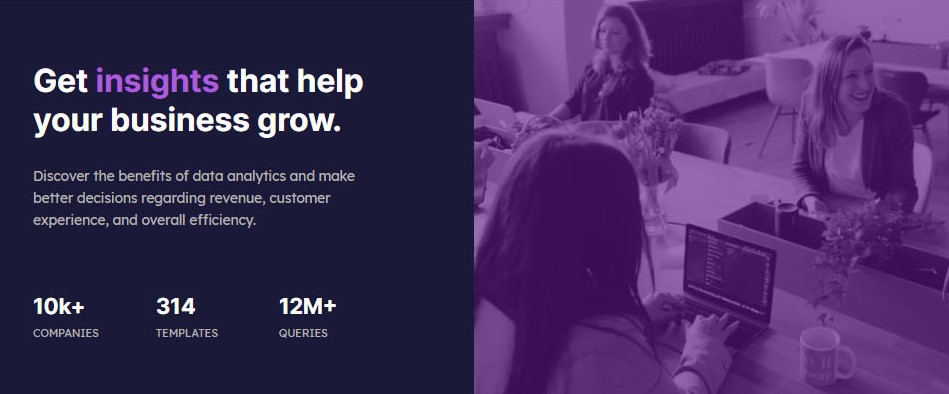 Get insights that help
your business grow.
Discover the benefits of data analytics and make
better decisions regarding revenue, customer
experience, and overall efficiency.
10k+ 314 12M+
COMPANIES TEMPLATES QUERIES